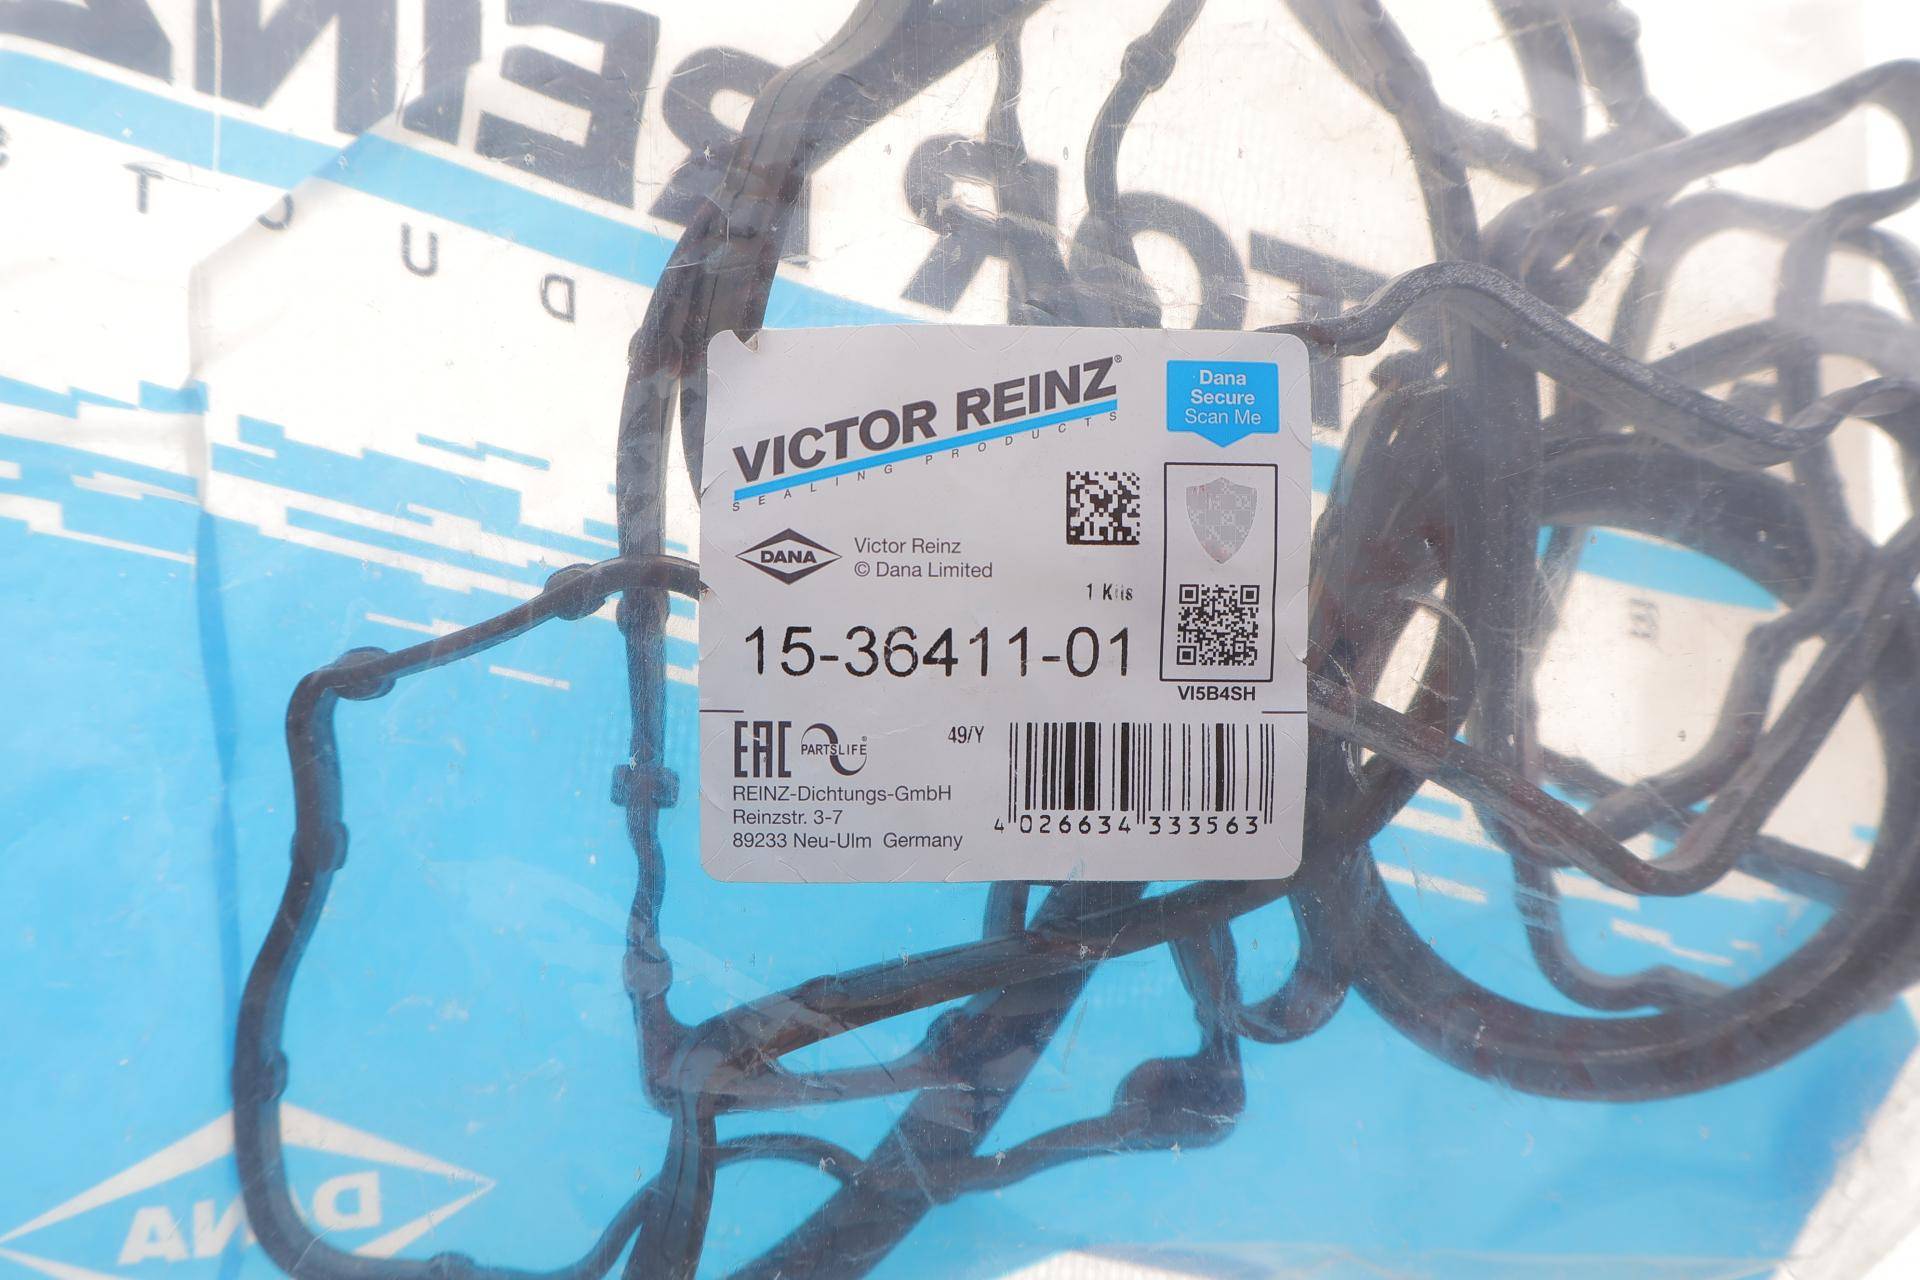 VICTOR REINZ®
SEALING PRODUCTS
Dana
Secure
Scan Me
DANA
Victor Reinz
© Dana Limited
1 Kits
15-36411-01
VI5B4SH
EAC
PARTSLIFE®
49/Y
REINZ-Dichtungs-GmbH
Reinzstr. 3-7
89233 Neu-Ulm Germany
4 026634 333563
DANA